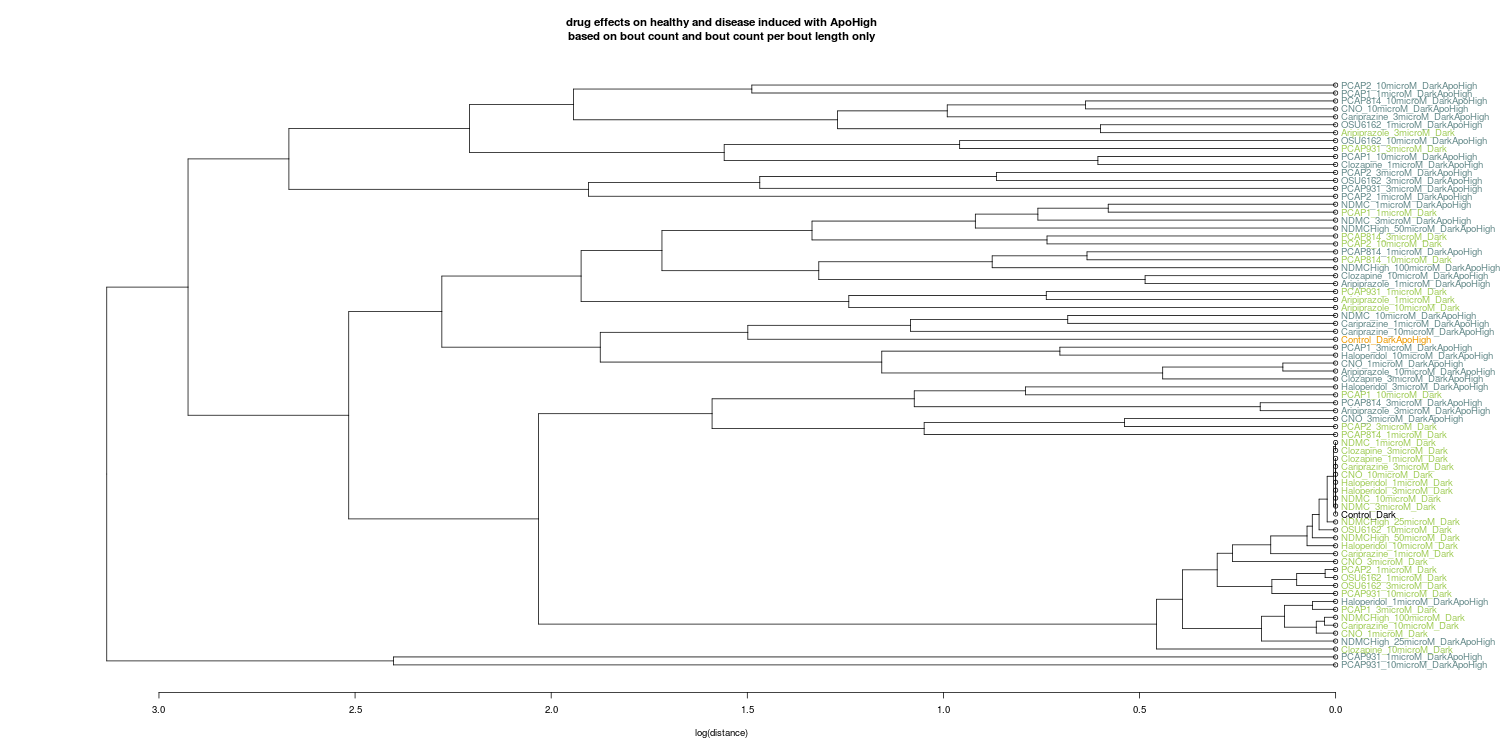 drug effects on healthy and disease induced with ApoHigh
based on bout count and bout count per bout length only
PCAP2_10microM_DarkApoHigh
PCAP1_1microM_DarkApoHigh
PCAP814_10microM_DarkApoHigh
CNO_10microM_DarkApoHigh
Cariprazine_3microM_DarkApoHigh
OSU6162_1microM_DarkApoHigh
Aripiprazole_3microM_Dark
OSU6162_10microM_DarkApoHigh
PCAP931_3microM_Dark
PCAP1_10microM_DarkApoHigh
Clozapine_1microM_DarkApoHigh
PCAP2_3microM_DarkApoHigh
OSU6162_3microM_DarkApoHigh
PCAP931_3microM_DarkApoHigh
PCAP2_1microM_DarkApoHigh
NDMC_1microM_DarkApoHigh
PCAP1_1microM_Dark
NDMC_3microM_DarkApoHigh
NDMCHigh_50microM_DarkApoHigh
PCAP814_3microM_Dark
PCAP2_10microM_Dark
PCAP814_1microM_DarkApoHigh
PCAP814_10microM_Dark
NDMCHigh_100microM_DarkApoHigh
Clozapine_10microM_DarkApoHigh
Aripiprazole_1microM_DarkApoHigh
PCAP931_1microM_Dark
Aripiprazole_1microM_Dark
Aripiprazole_10microM_Dark
NDMC_10microM_DarkApoHigh
Cariprazine_1microM_DarkApoHigh
Cariprazine_10microM_DarkApoHigh
Control_DarkApoHigh
PCAP1_3microM_DarkApoHigh
Haloperidol_10microM_DarkApoHigh
CNO_1microM_DarkApoHigh
Aripiprazole_10microM_DarkApoHigh
Clozapine_3microM_DarkApoHigh
Haloperidol_3microM_DarkApoHigh
PCAP1_10microM_Dark
PCAP814_3microM_DarkApoHigh
Aripiprazole_3microM_DarkApoHigh
CNO_3microM_DarkApoHigh
PCAP2_3microM_Dark
PCAP814_1microM_Dark
NDMC_1microM_Dark
Clozapine_3microM_Dark
Clozapine_1microM_Dark
Cariprazine_3microM_Dark
CNO_10microM_Dark
Haloperidol_1microM_Dark
Haloperidol_3microM_Dark
NDMC_10microM_Dark
NDMC_3microM_Dark
Control_Dark
NDMCHigh_25microM_Dark
OSU6162_10microM_Dark
NDMCHigh_50microM_Dark
Haloperidol_10microM_Dark
Cariprazine_1microM_Dark
CNO_3microM_Dark
PCAP2_1microM_Dark
OSU6162_1microM_Dark
OSU6162_3microM_Dark
PCAP931_10microM_Dark
Haloperidol_1microM_DarkApoHigh
PCAP1_3microM_Dark
NDMCHigh_100microM_Dark
Cariprazine_10microM_Dark
CNO_1microM_Dark
NDMCHigh_25microM_DarkApoHigh
Clozapine_10microM_Dark
PCAP931_1microM_DarkApoHigh
PCAP931_10microM_DarkApoHigh
3.0 2.5 2.0 1.5 1.0 0.5 0.0
log(distance)